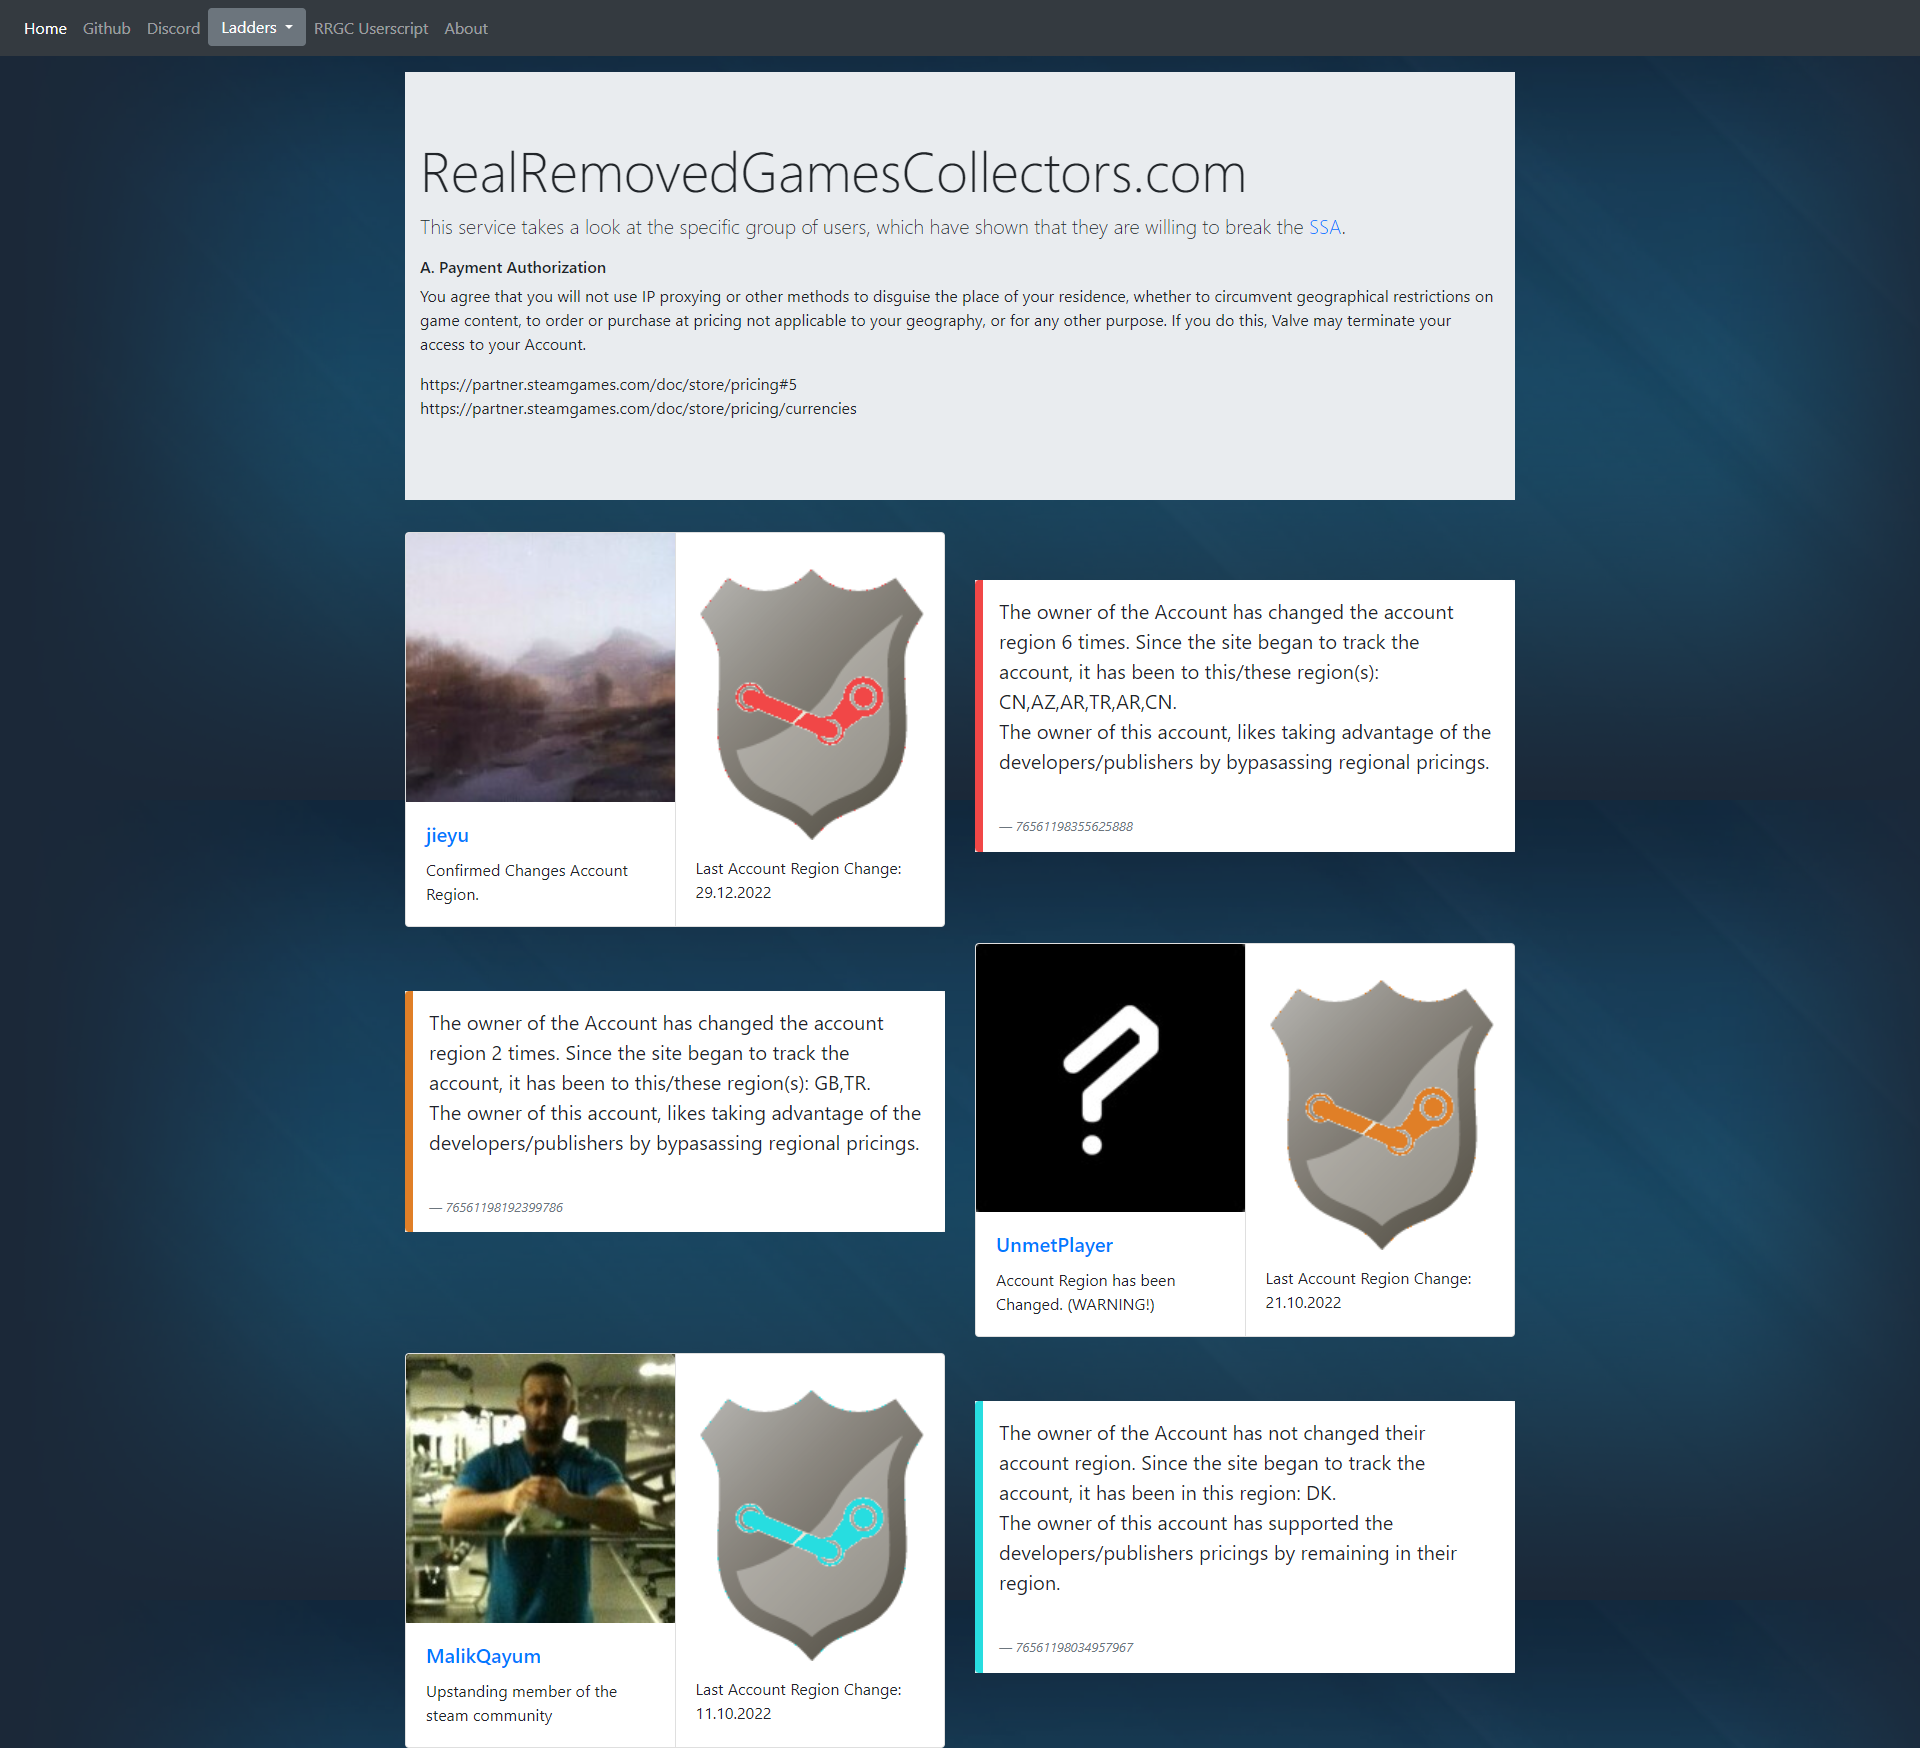 Home Github Discord Ladders RRGC Userscript About
RealRemovedGamesCollectors.com
This service takes a look at the specific group of users, which have shown that they are willing to break the SSA.
A. Payment Authorization
You agree that you will not use IP proxying or other methods to disguise the place of your residence, whether to circumvent geographical restrictions on
game content, to order or purchase at pricing not applicable to your geography, or for any other purpose. If you do this, Valve may terminate your
access to your Account.
https://partner.steamgames.com/doc/store/pricing#5
https://partner.steamgames.com/doc/store/pricing/currencies
jieyu
Confirmed Changes Account
Region.
Last Account Region Change:
29.12.2022
The owner of the Account has changed the account
region 6 times. Since the site began to track the
account, it has been to this/these region(s):
CN,AZ,AR,TR,AR,CN.
The owner of this account, likes taking advantage of the
developers/publishers by bypasassing regional pricings.
— 76561198355625888
The owner of the Account has changed the account
region 2 times. Since the site began to track the
account, it has been to this/these region(s): GB,TR.
The owner of this account, likes taking advantage of the
developers/publishers by bypasassing regional pricings.
— 76561198192399786
UnmetPlayer
Account Region has been
Changed. (WARNING!)
Last Account Region Change:
21.10.2022
MalikQayum
Upstanding member of the
steam community
Last Account Region Change:
11.10.2022
The owner of the Account has not changed their
account region. Since the site began to track the
account, it has been in this region: DK.
The owner of this account has supported the
developers/publishers pricings by remaining in their
region.
— 76561198034957967